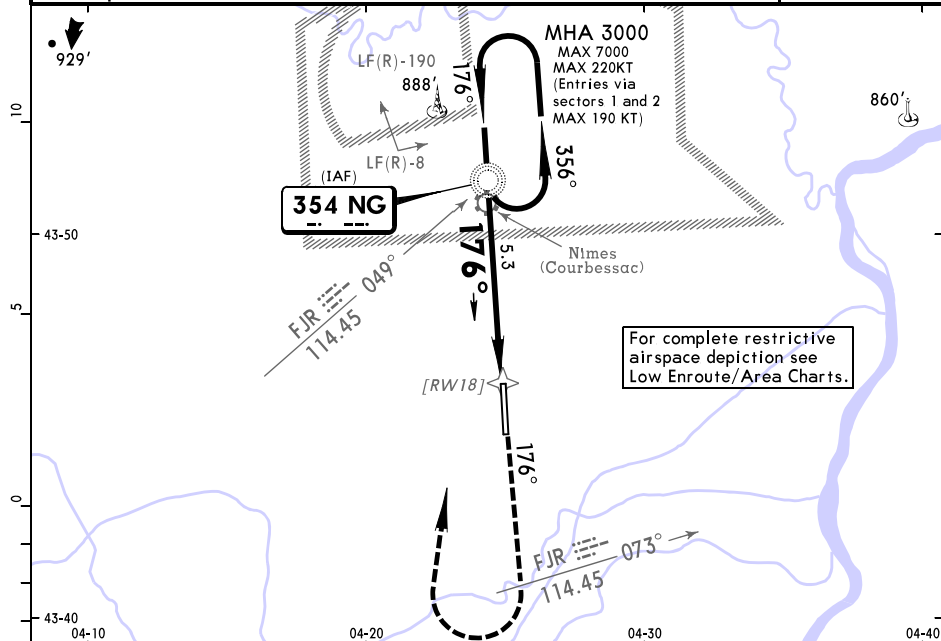 929'
LF(R)-190
888'
LF(R)-8
176°
MHA 3000
MAX 7000
MAX 220KT
(Entries via
sectors 1 and 2
MAX 190 KT)
860'
10
356°
(IAF)
354 NG
43-50
176°
5.3
Nimes
(Courbessac)
FJR 049°
114.45
5
For complete restrictive
airspace depiction see
Low Enroute/Area Charts.
[RW18]
176°
0
FJR 073°
114.45
43-40
04-10
04-20
04-30
04-40